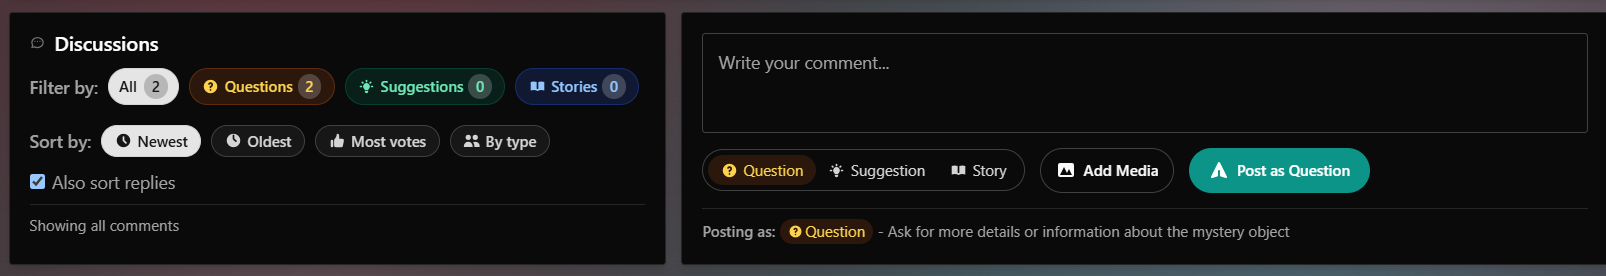 Discussions
Filter by: All 2 Questions 2 Suggestions 0 Stories 0
Sort by: Newest Oldest Most votes By type
Also sort replies
Showing all comments
Write your comment...
Question Suggestion Story Add Media Post as Question
Posting as: Question - Ask for more details or information about the mystery object